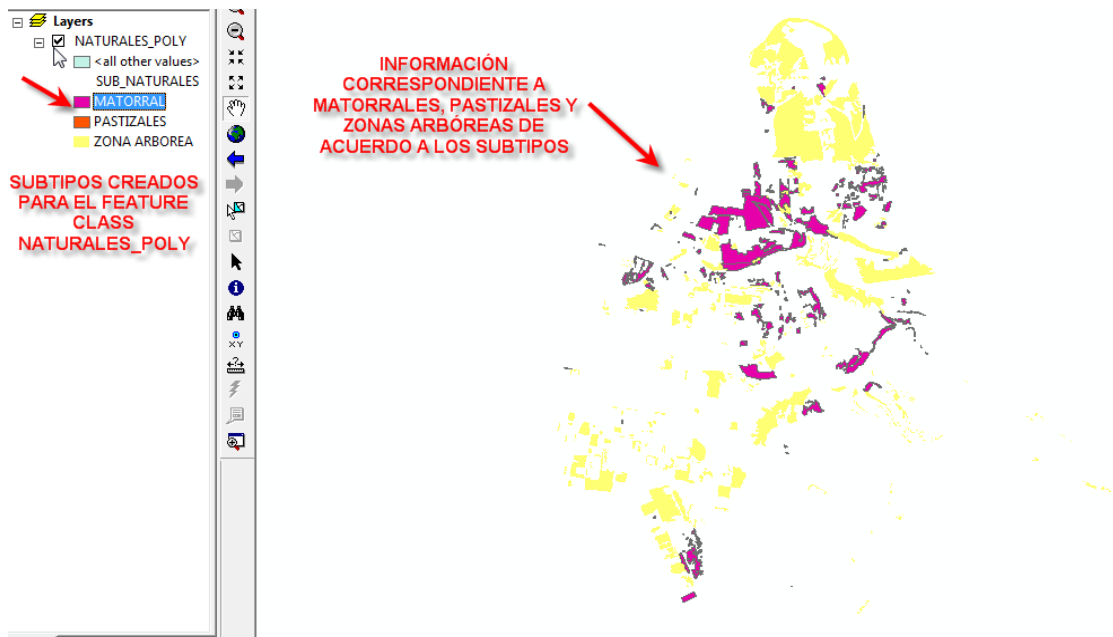 Layers
NATURALES_POLY
<all other values>
SUB_NATURALES
MATORRAL
PASTIZALES
ZONA ARBOREA
SUBTIPOS CREADOS
PARA EL FEATURE
CLASS
NATURALES_POLY
XY
INFORMACIÓN
CORRESPONDIENTE A
MATORRALES, PASTIZALES Y
ZONAS ARBÓREAS DE
ACUERDO A LOS SUBTIPOS